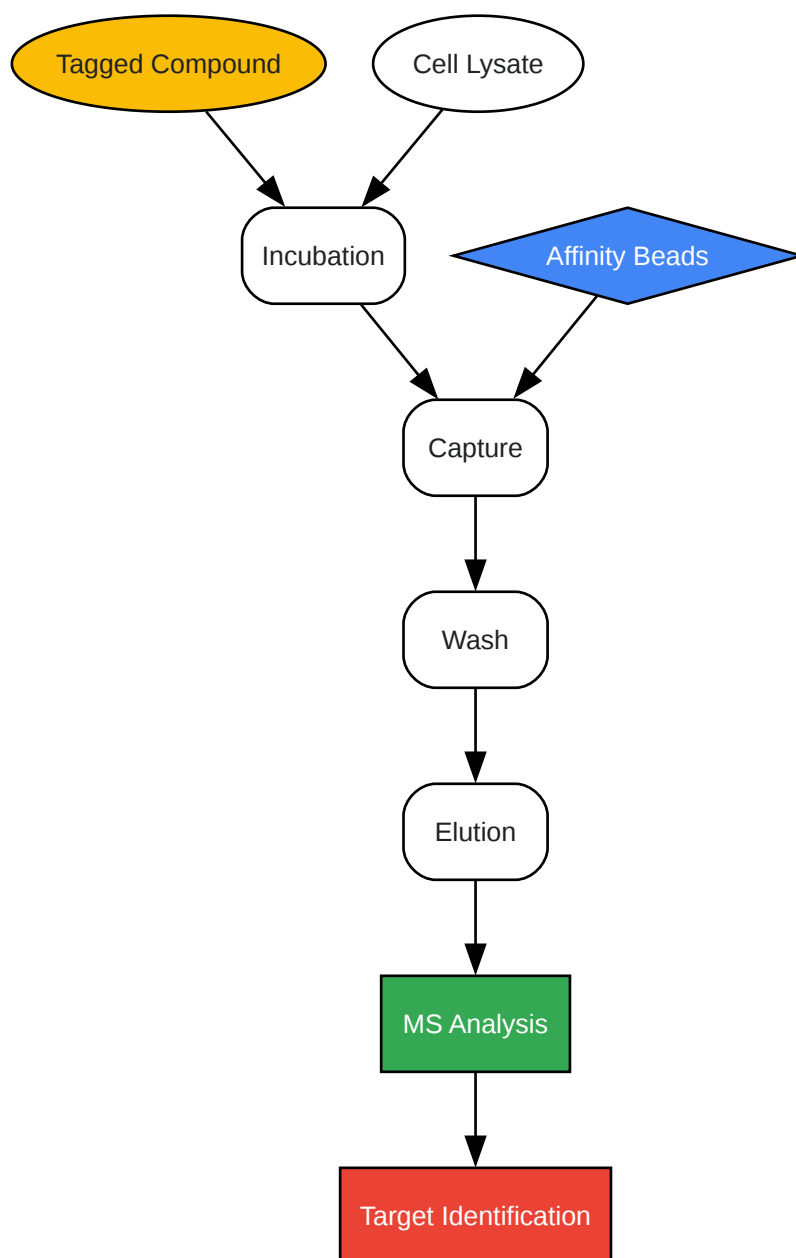 Tagged Compound
Cell Lysate
Incubation
Affinity Beads
Capture
Wash
Elution
MS Analysis
Target Identification